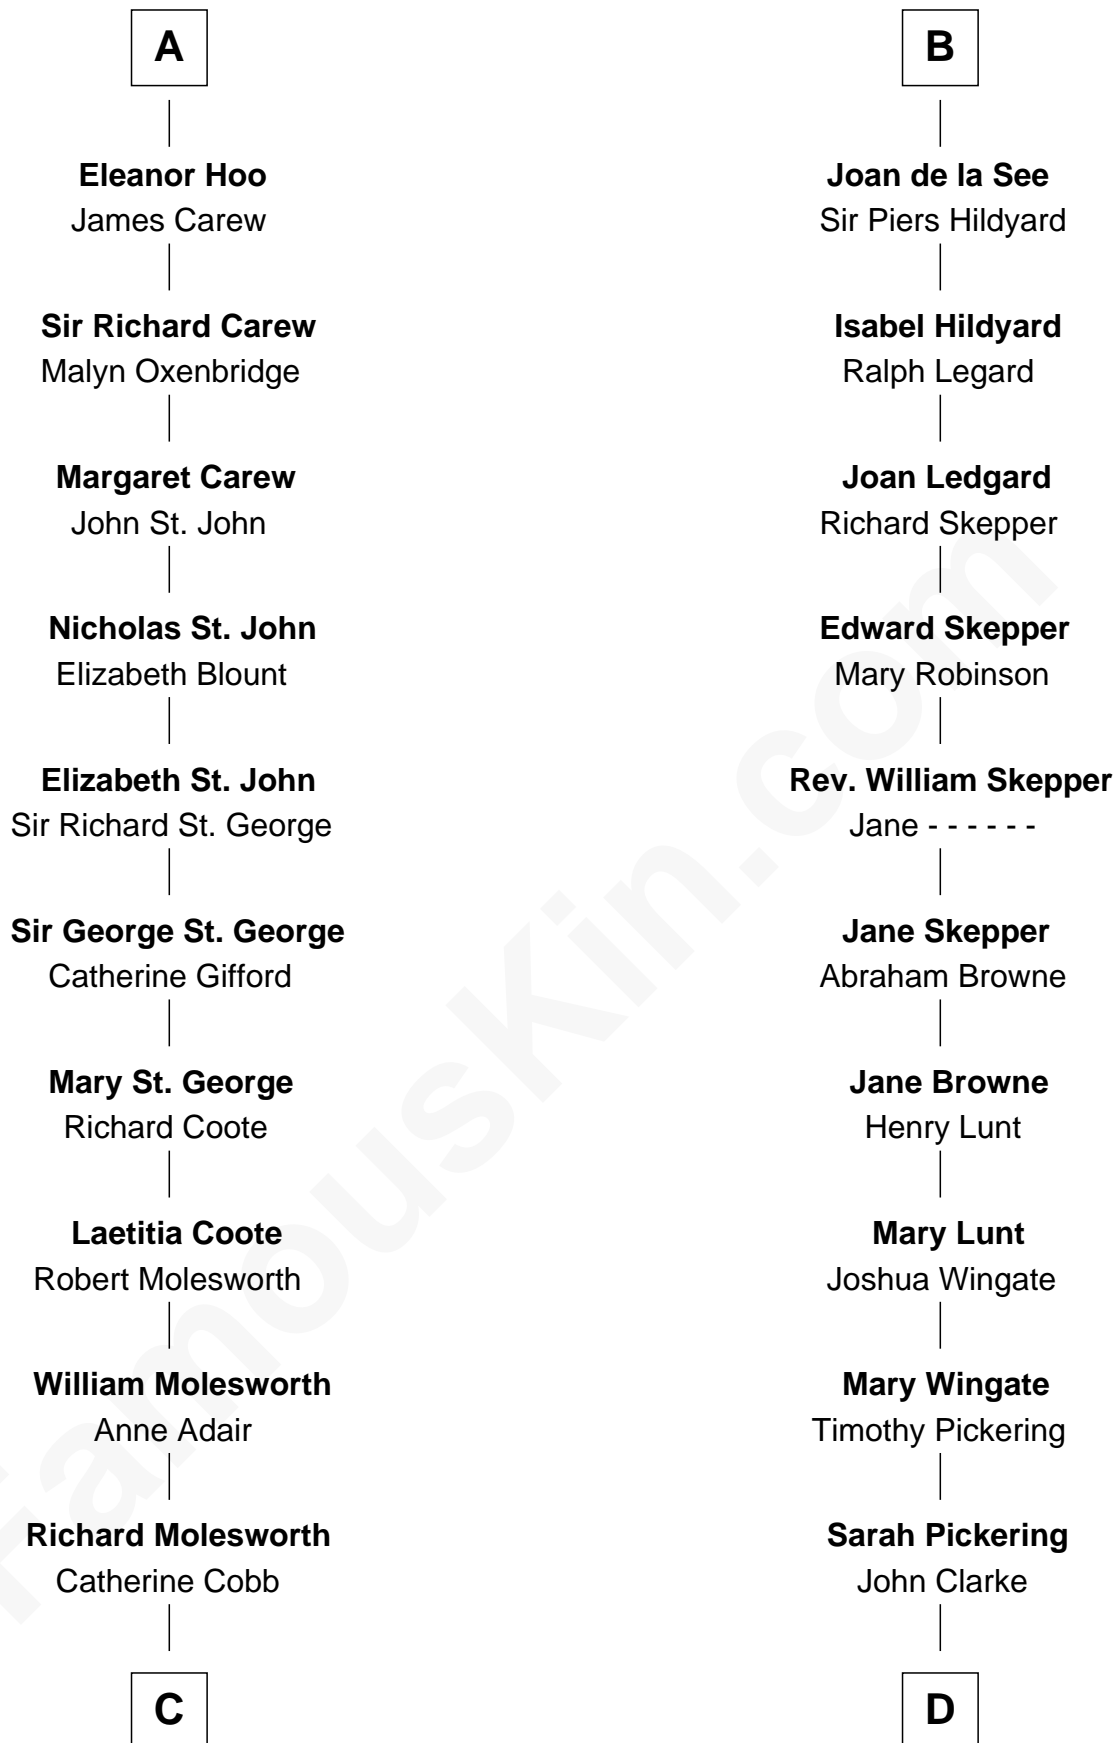 A
Eleanor Hoo
James Carew
Sir Richard Carew
Malyn Oxenbridge
Margaret Carew
John St. John
Nicholas St. John
Elizabeth Blount
Elizabeth St. John
Sir Richard St. George
Sir George St. George
Catherine Gifford
Mary St. George
Richard Coote
Laetitia Coote
Robert Molesworth
William Molesworth
Anne Adair
Richard Molesworth
Catherine Cobb
C
B
Joan de la See
Sir Piers Hildyard
Isabel Hildyard
Ralph Legard
Joan Ledgard
Richard Skepper
Edward Skepper
Mary Robinson
Rev. William Skepper
Jane - - - - - -
Jane Skepper
Abraham Browne
Jane Browne
Henry Lunt
Mary Lunt
Joshua Wingate
Mary Wingate
Timothy Pickering
Sarah Pickering
John Clarke
D
FamousKin.com